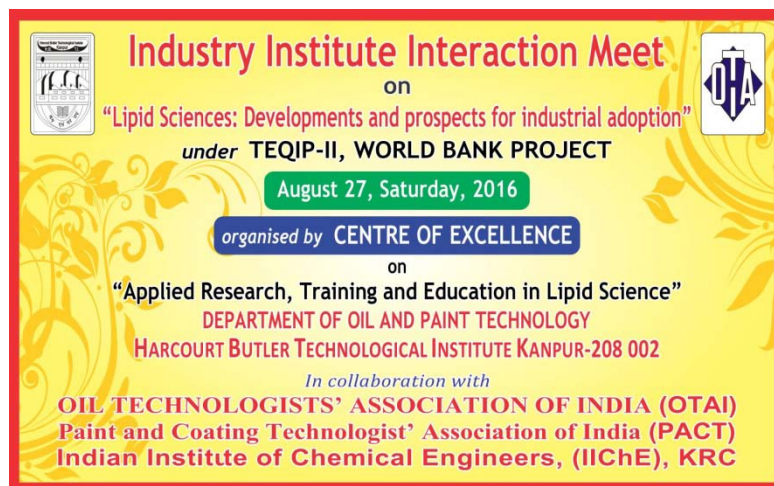 Industry Institute Interaction Meet
on
“Lipid Sciences: Developments and prospects for industrial adoption”
under TEQIP-II, WORLD BANK PROJECT
August 27, Saturday, 2016
organised by CENTRE OF EXCELLENCE
on
“Applied Research, Training and Education in Lipid Science”
DEPARTMENT OF OIL AND PAINT TECHNOLOGY
HARCOURT BUTLER TECHNOLOGICAL INSTITUTE KANPUR-208 002
In collaboration with
OIL TECHNOLOGISTS’ ASSOCIATION OF INDIA (OTAI)
Paint and Coating Technologist’ Association of India (PACT)
Indian Institute of Chemical Engineers, (IIChE), KRC
OTA